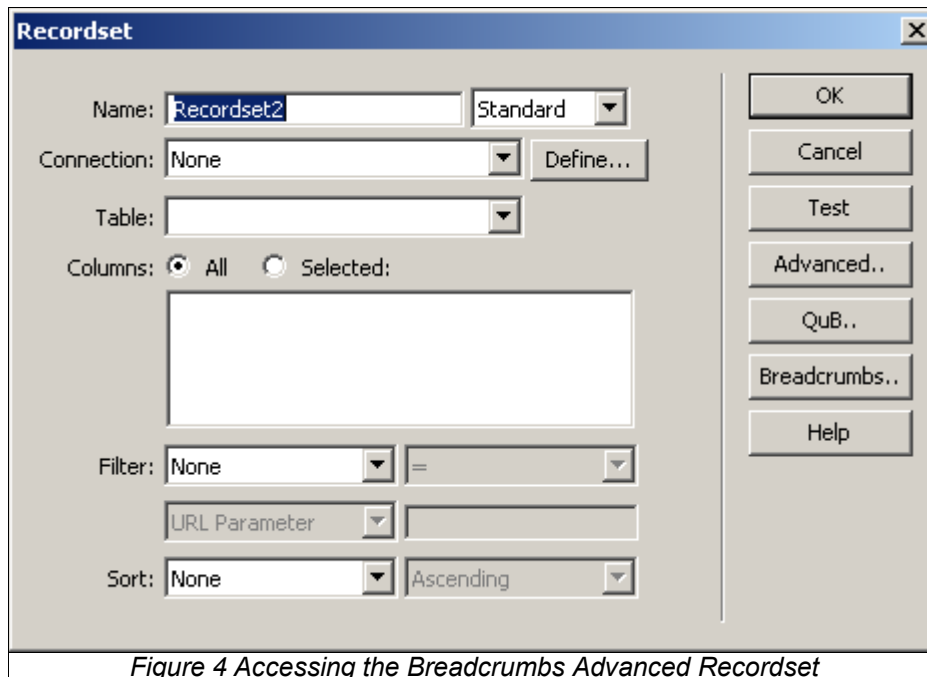 Recordset
Name: Recordset2 Standard
Connection: None Define...
Table:
Columns: All Selected:
Filter: None =
URL Parameter
Sort: None Ascending
OK
Cancel
Test
Advanced..
QuB..
Breadcrumbs..
Help
Figure 4 Accessing the Breadcrumbs Advanced Recordset